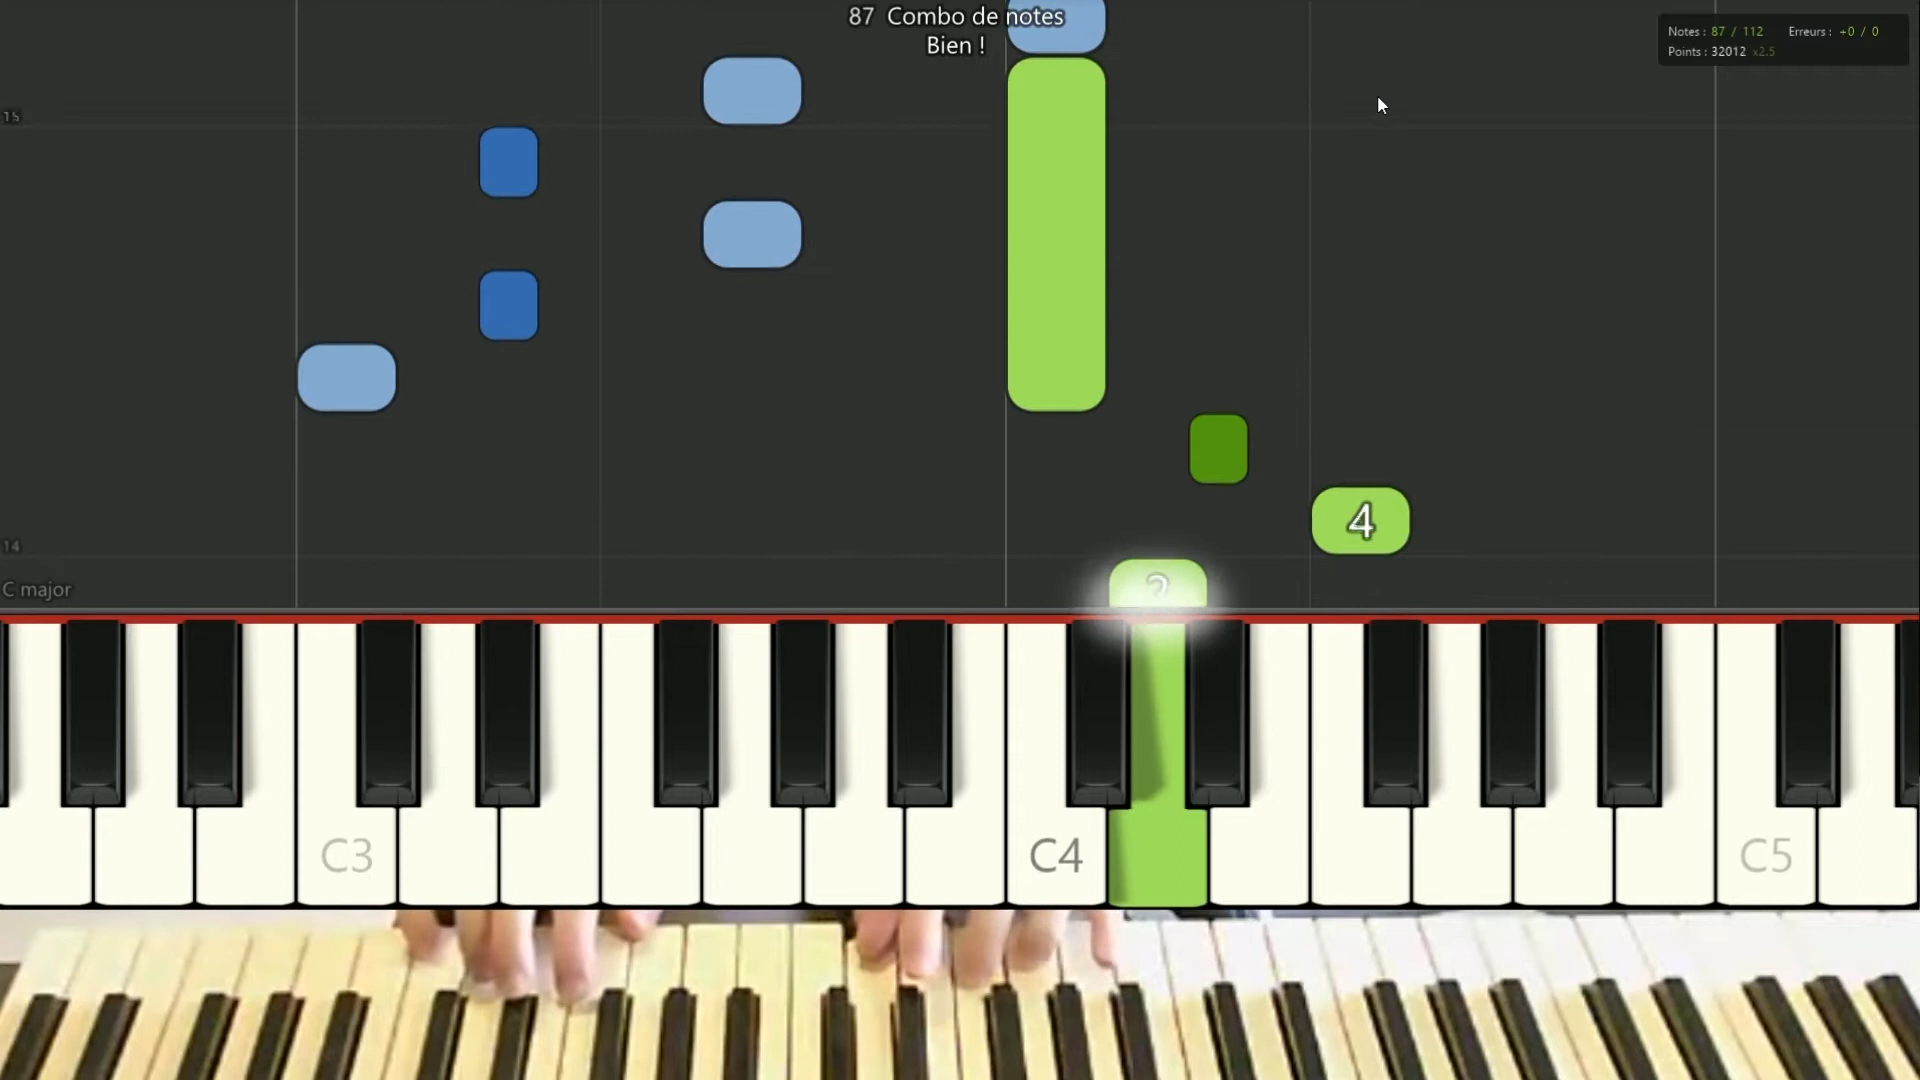 87 Combo de notes
Bien !
Notes : 87 / 112 Erreurs : +0 / 0
Points : 32012 x2.5
15
4
14
C major
2
C3
C4
C5